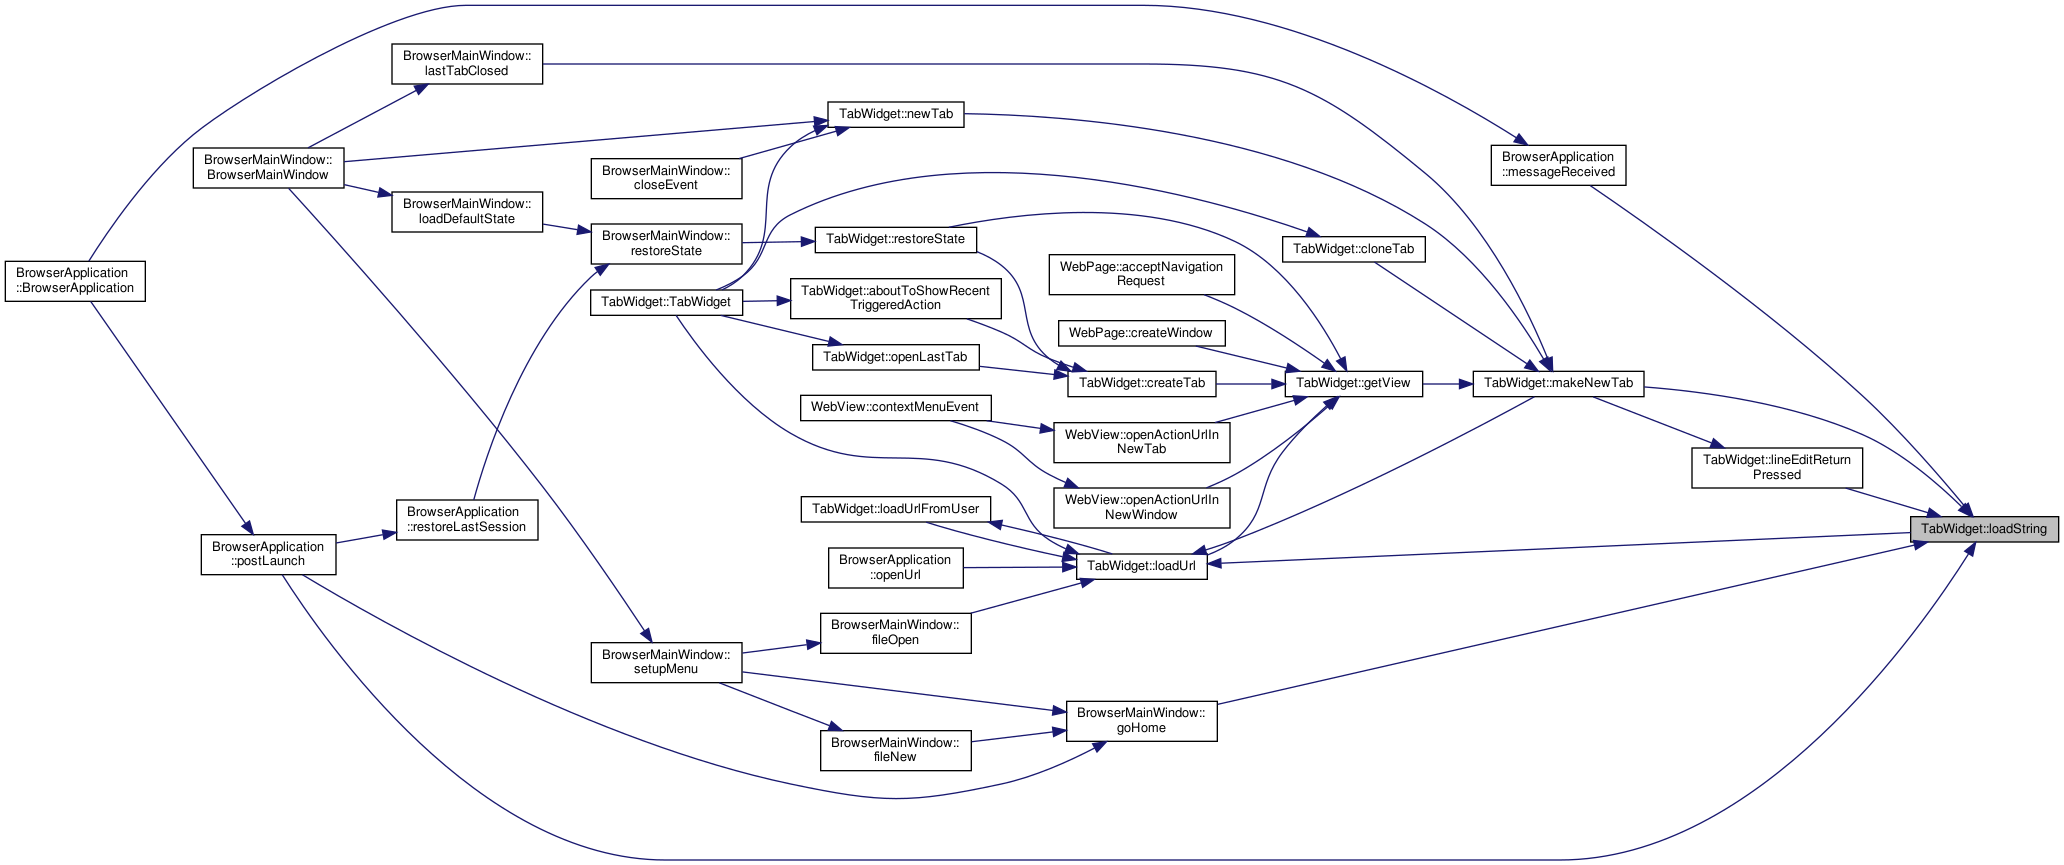 BrowserMainWindow::
lastTabClosed
TabWidget::newTab
BrowserMainWindow::
BrowserMainWindow
BrowserMainWindow::
closeEvent
BrowserApplication
::messageReceived
BrowserMainWindow::
loadDefaultState
BrowserMainWindow::
restoreState
TabWidget::restoreState
TabWidget::cloneTab
BrowserApplication
::BrowserApplication
WebPage::acceptNavigation
Request
TabWidget::TabWidget
TabWidget::aboutToShowRecent
TriggeredAction
WebPage::createWindow
TabWidget::openLastTab
TabWidget::createTab
TabWidget::getView
TabWidget::makeNewTab
WebView::contextMenuEvent
WebView::openActionUrlIn
NewTab
TabWidget::lineEditReturn
Pressed
WebView::openActionUrlIn
NewWindow
TabWidget::loadUrlFromUser
BrowserApplication
::restoreLastSession
TabWidget::loadString
BrowserApplication
::postLaunch
BrowserApplication
::openUrl
TabWidget::loadUrl
BrowserMainWindow::
fileOpen
BrowserMainWindow::
setupMenu
BrowserMainWindow::
goHome
BrowserMainWindow::
fileNew